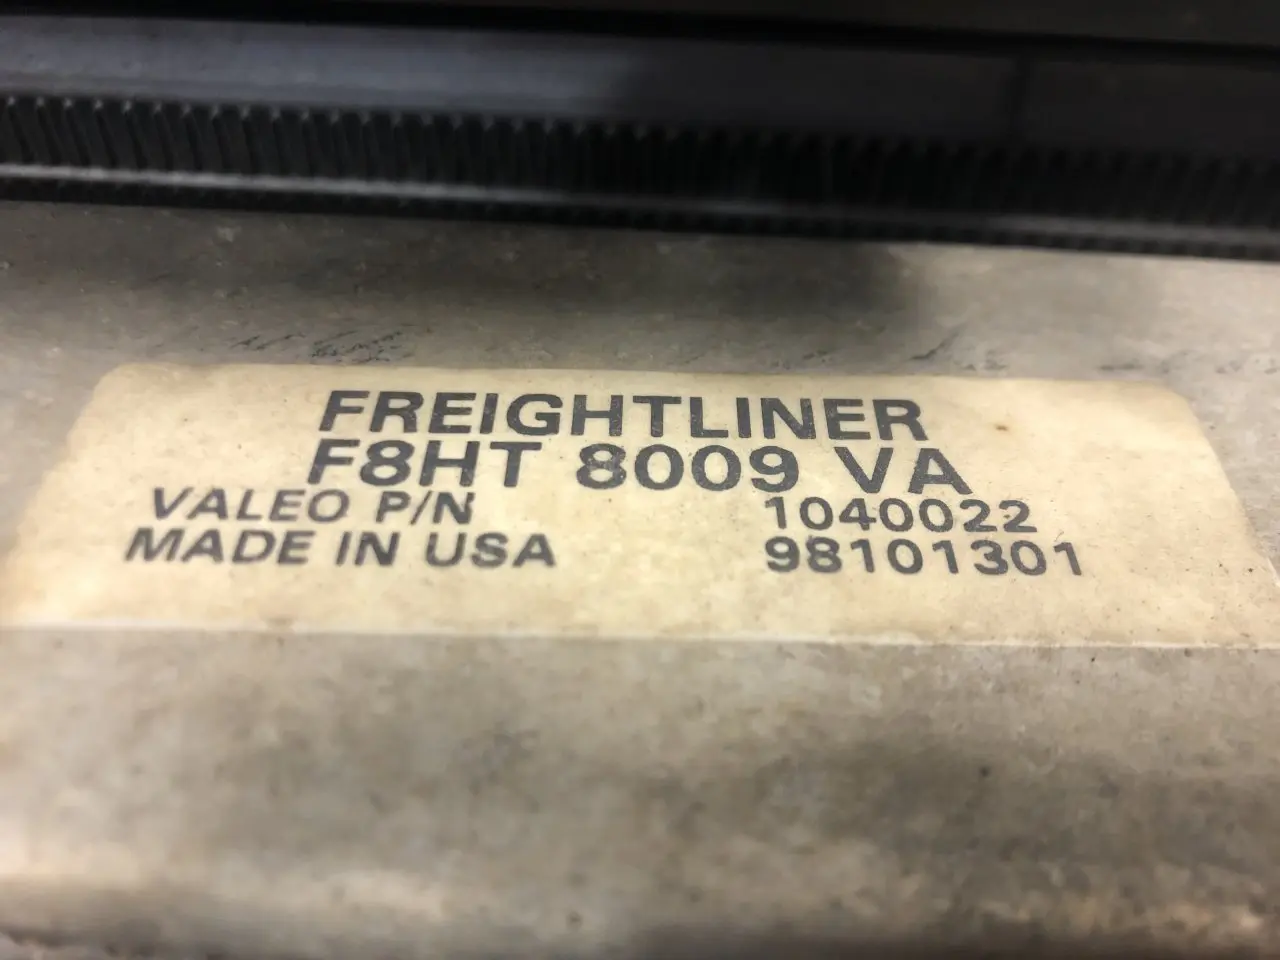 FREIGHTLINER
F8HT 8009 VA
VALEO P/N 1040022
MADE IN USA 98101301